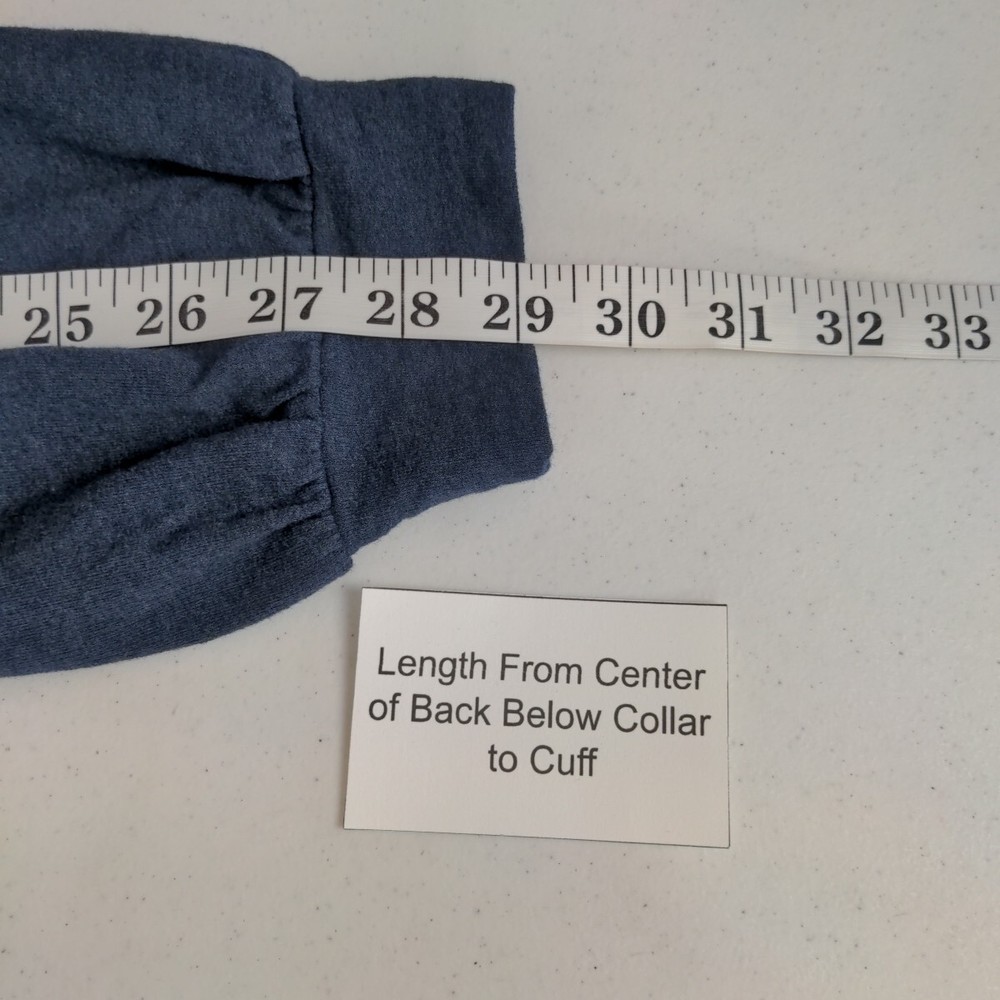 25 26 27 28 29 30 31 32 33
Length From Center
of Back Below Collar
to Cuff